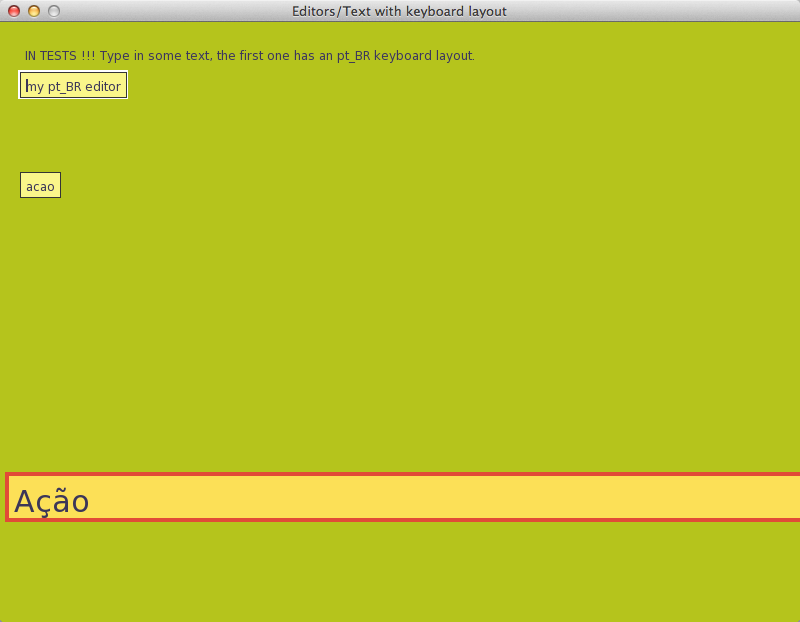 Editors/Text with keyboard layout
IN TESTS !!! Type in some text, the first one has an pt_BR keyboard layout.
my pt_BR editor
acao
Ação